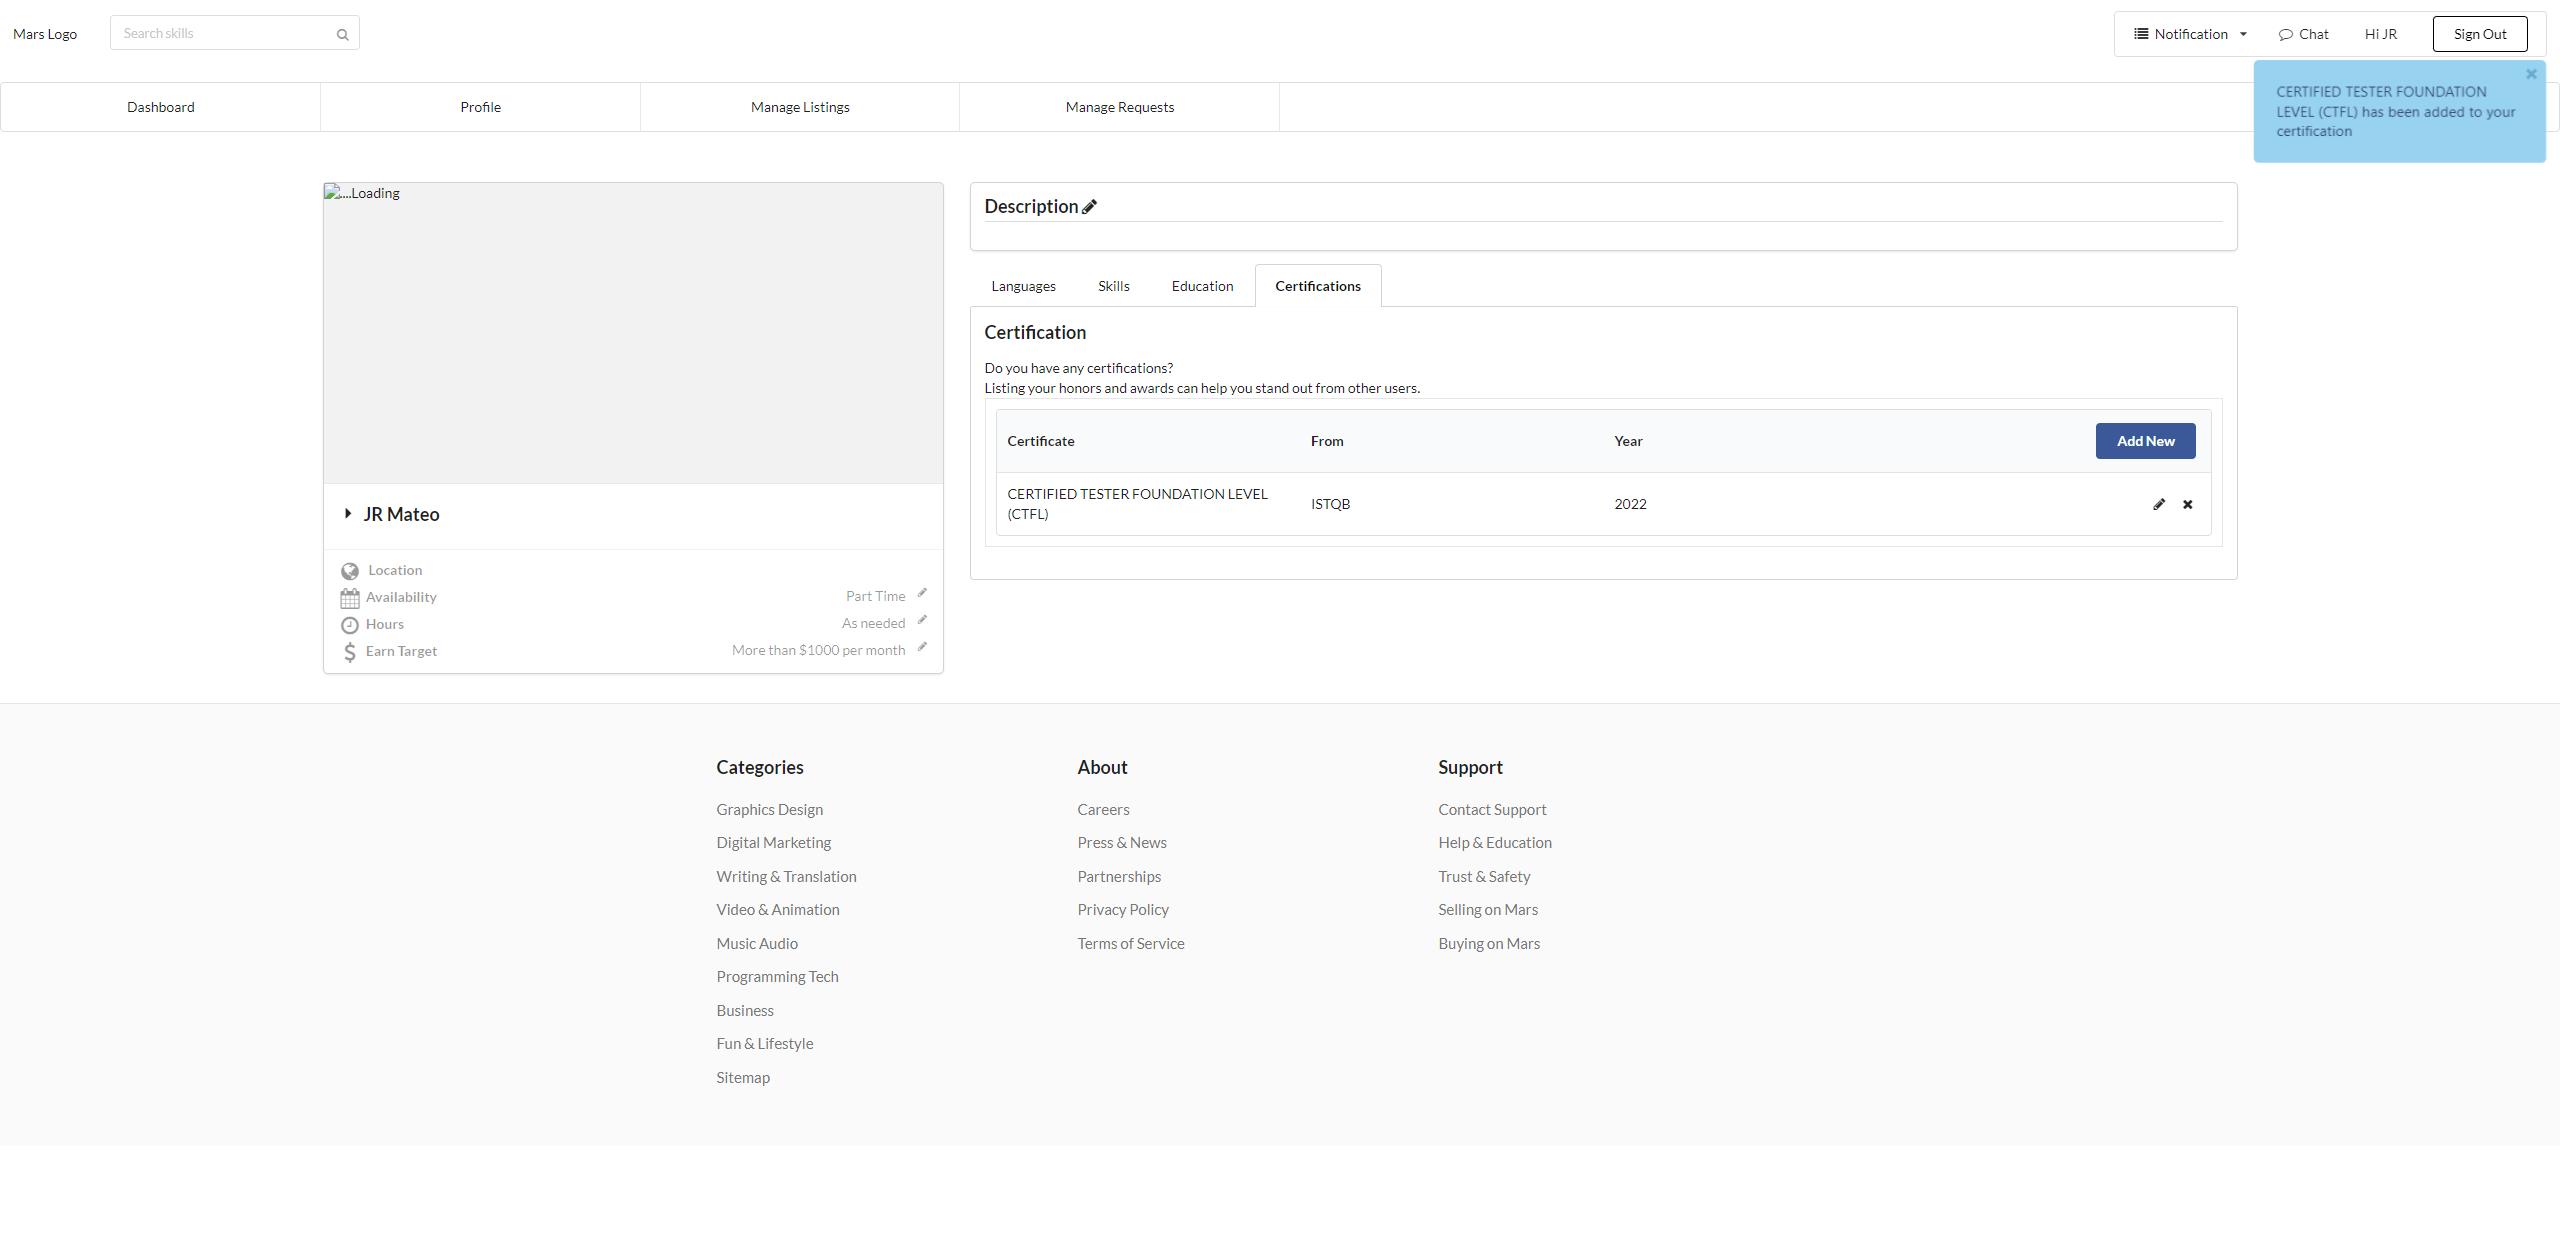 Mars Logo
Search skills
Notification
Chat
Hi JR
Sign Out
Dashboard
Profile
Manage Listings
Manage Requests
CERTIFIED TESTER FOUNDATION
LEVEL (CTFL) has been added to your
certification
....Loading
JR Mateo
Location
Availability
Part Time
Hours
As needed
Earn Target
More than $1000 per month
Description
Languages
Skills
Education
Certifications
Certification
Do you have any certifications?
Listing your honors and awards can help you stand out from other users.
Certificate
From
Year
Add New
CERTIFIED TESTER FOUNDATION LEVEL
(CTFL)
ISTQB
2022
Categories
Graphics Design
Digital Marketing
Writing & Translation
Video & Animation
Music Audio
Programming Tech
Business
Fun & Lifestyle
Sitemap
About
Careers
Press & News
Partnerships
Privacy Policy
Terms of Service
Support
Contact Support
Help & Education
Trust & Safety
Selling on Mars
Buying on Mars